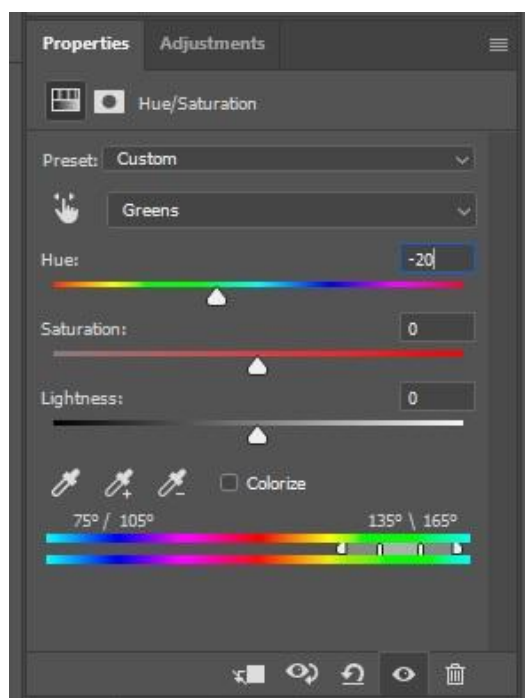 Properties Adjustments
Hue/Saturation
Preset: Custom
Greens
Hue: -20
Saturation: 0
Lightness: 0
Colorize
75° / 105° 135° \ 165°